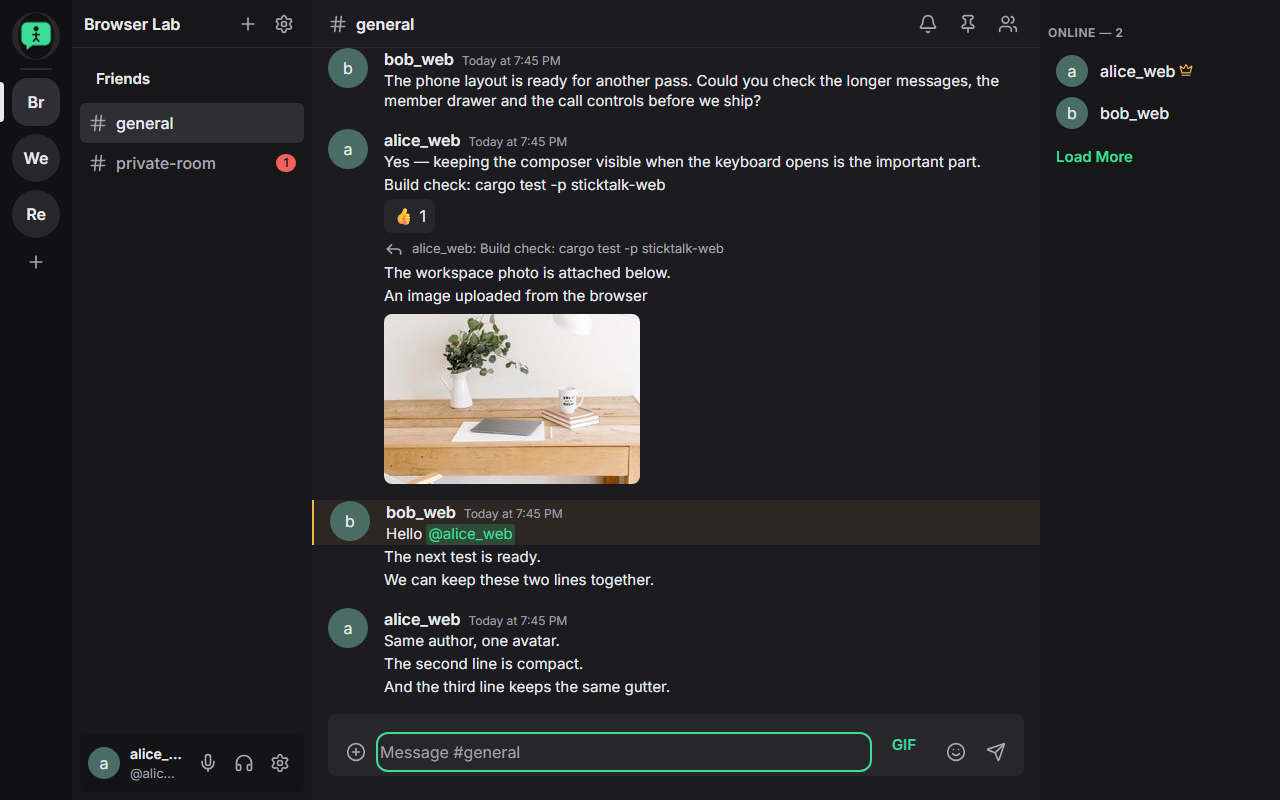 Browser Lab
Friends
general
private-room
1
Br
We
Re
general
bob_web Today at 7:45 PM
The phone layout is ready for another pass. Could you check the longer messages, the
member drawer and the call controls before we ship?
alice_web Today at 7:45 PM
Yes — keeping the composer visible when the keyboard opens is the important part.
Build check: cargo test -p sticktalk-web
👍 1
alice_web: Build check: cargo test -p sticktalk-web
The workspace photo is attached below.
An image uploaded from the browser
bob_web Today at 7:45 PM
Hello @alice_web
The next test is ready.
We can keep these two lines together.
alice_web Today at 7:45 PM
Same author, one avatar.
The second line is compact.
And the third line keeps the same gutter.
Message #general
GIF
a
alice_...
@alic...
b
a
b
a
ONLINE — 2
a alice_web
b bob_web
Load More